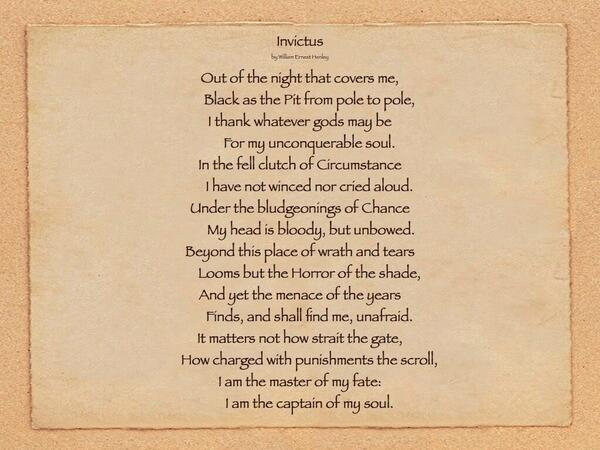 Invictus
by William Ernest Henley
Out of the night that covers me,
Black as the Pit from pole to pole,
I thank whatever gods may be
For my unconquerable soul.
In the fell clutch of Circumstance
I have not winced nor cried aloud.
Under the bludgeonings of Chance
My head is bloody, but unbowed.
Beyond this place of wrath and tears
Looms but the Horror of the shade,
And yet the menace of the years
Finds, and shall find me, unafraid.
It matters not how strait the gate,
How charged with punishments the scroll,
I am the master of my fate:
I am the captain of my soul.